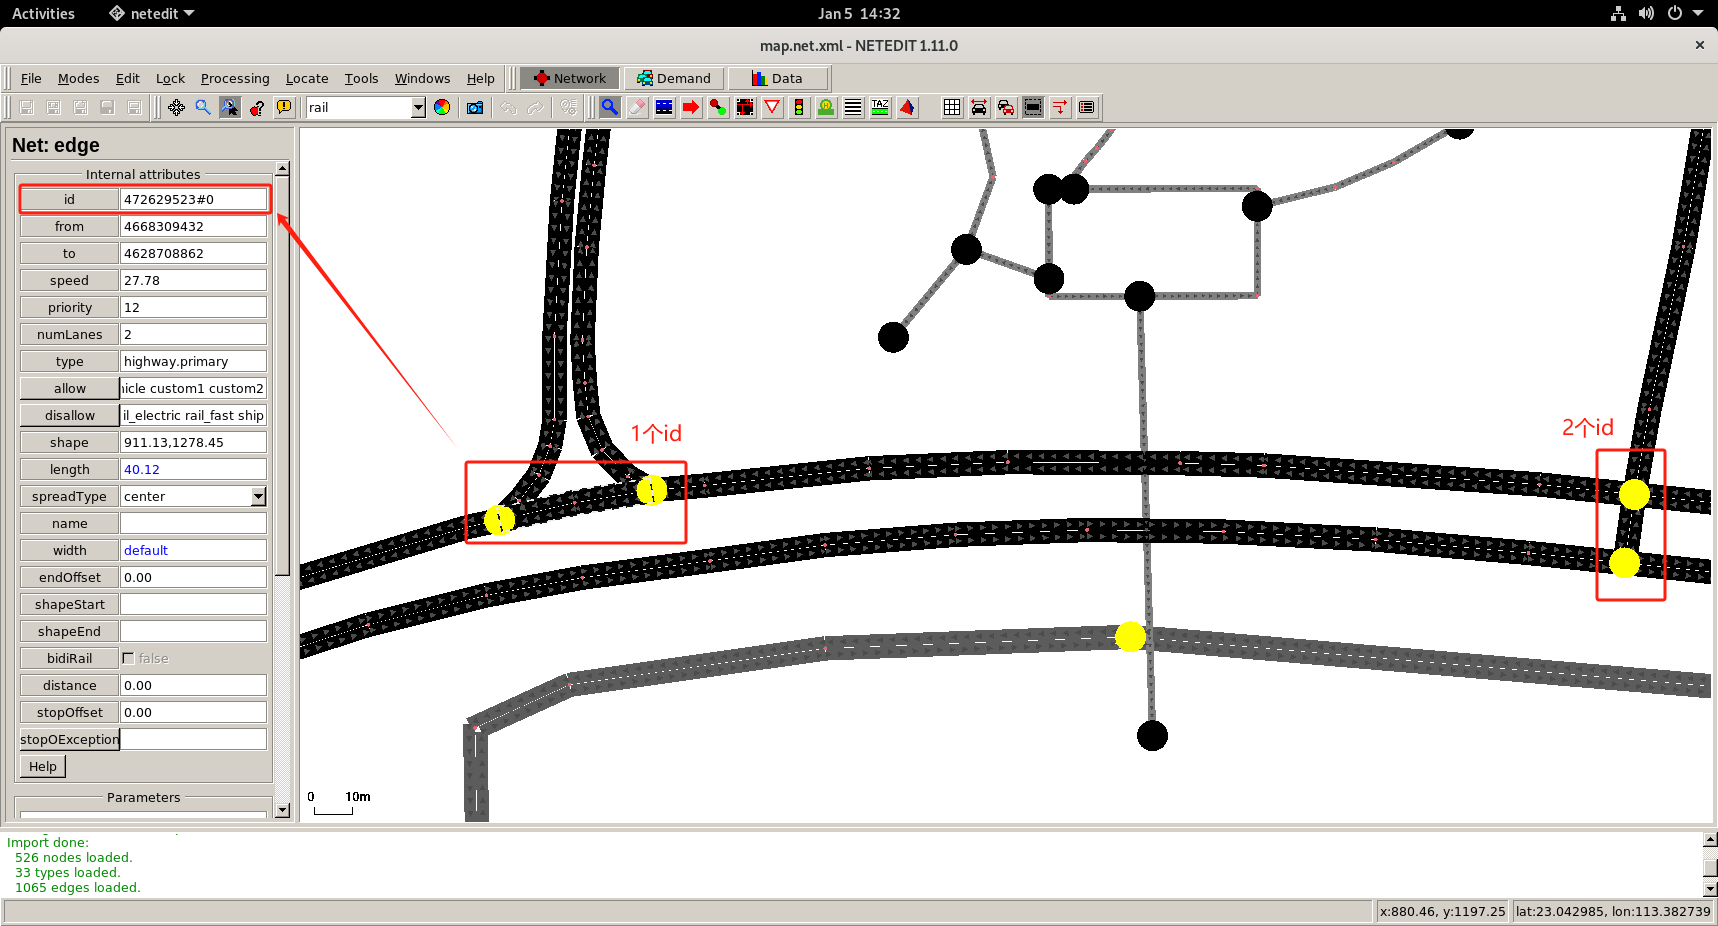 Activities
netedit
Jan 5 14:32
map.net.xml - NETEDIT 1.11.0
File Modes Edit Lock Processing Locate Tools Windows Help
Network
Demand
Data
rail
TAZ
Net: edge
Internal attributes
id 472629523#0
from 4668309432
to 4628708862
speed 27.78
priority 12
numLanes 2
type highway.primary
allow icle custom1 custom2
disallow il_electric rail_fast ship
shape 911.13,1278.45
length 40.12
spreadType center
name
width default
endOffset 0.00
shapeStart
shapeEnd
bidiRail false
distance 0.00
stopOffset 0.00
stopOException
Help
Parameters
1个id
2个id
0 10m
Import done:
526 nodes loaded.
33 types loaded.
1065 edges loaded.
x:880.46, y:1197.25
lat:23.042985, lon:113.382739